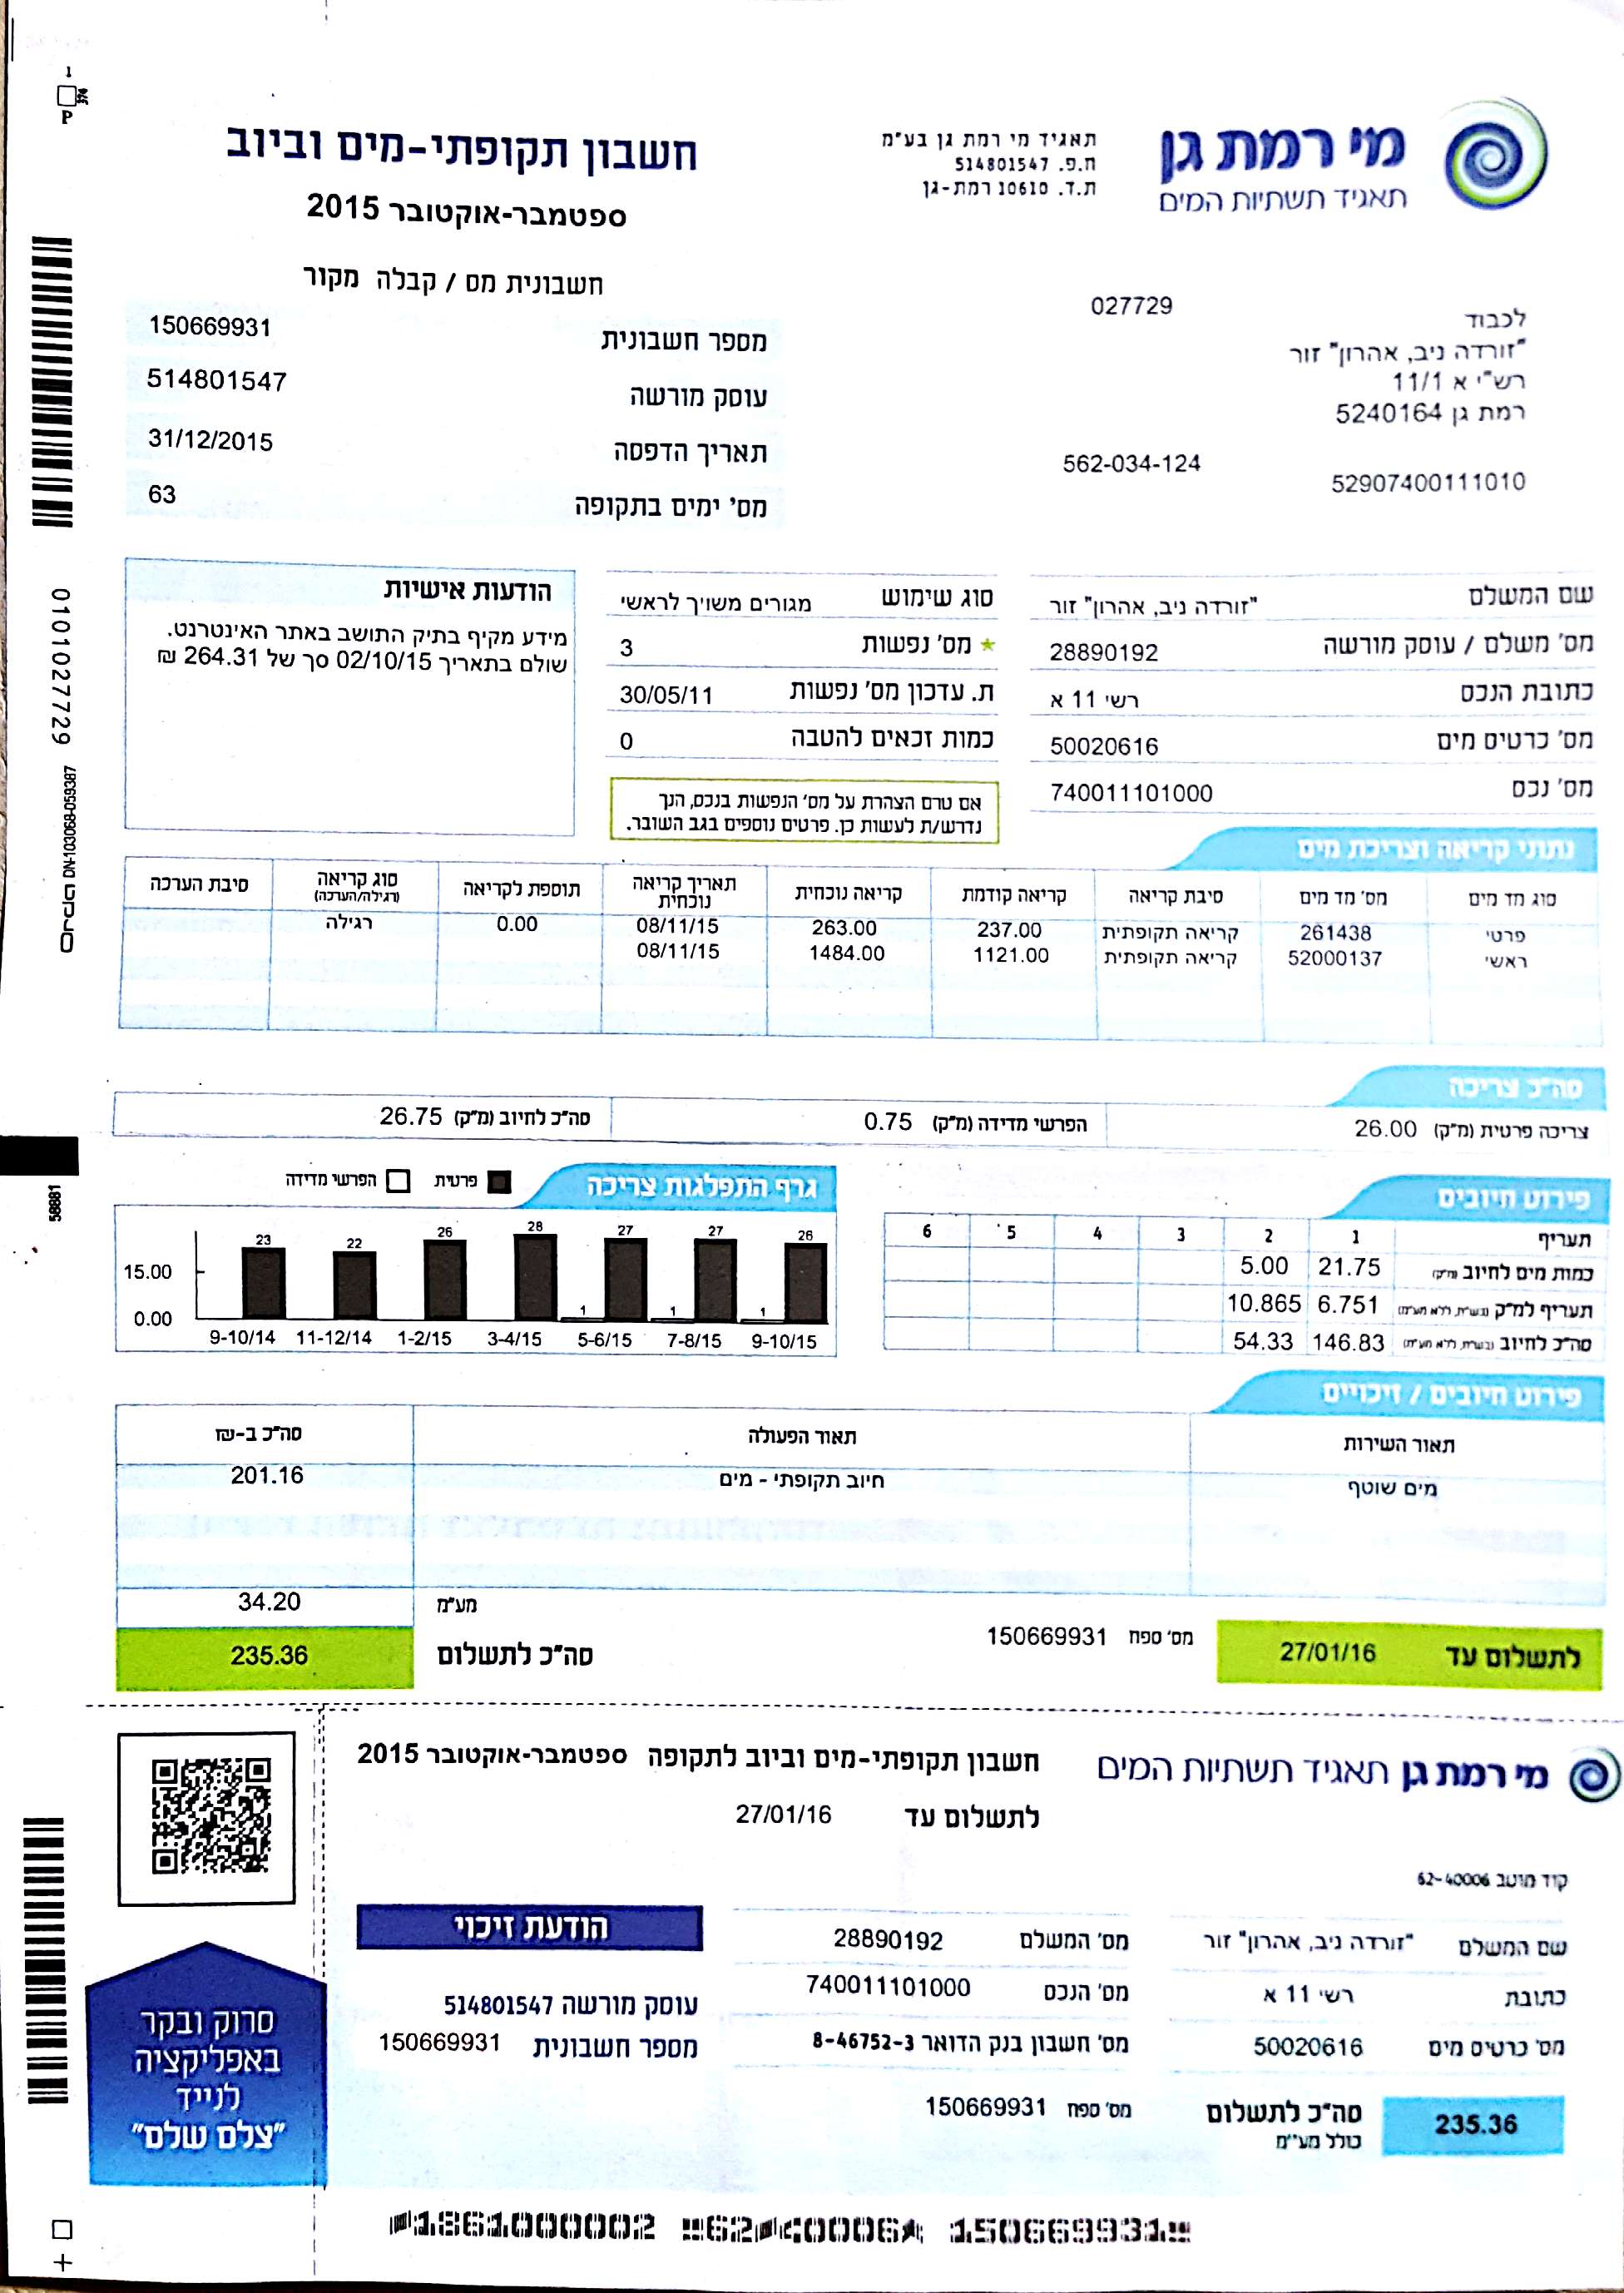 מי רמת גן
תאגיד תשתיות המים
תאגיד מי רמת גן בע"מ
ח.פ. 514801547
ת.ד. 10610 רמת-גן
חשבון תקופתי-מים וביוב
ספטמבר-אוקטובר 2015
חשבונית מס / קבלה מקור
מספר חשבונית 150669931
עוסק מורשה 514801547
תאריך הדפסה 31/12/2015
מס' ימים בתקופה 63
027729
לכבוד
"זורדה ניב, אהרון" זור
רש"י א 11/1
רמת גן 5240164
562-034-124
52907400111010
שם המשלם "זורדה ניב, אהרון" זור
מס' משלם / עוסק מורשה 28890192
כתובת הנכס רשי 11 א
מס' כרטיס מים 50020616
מס' נכס 740011101000
סוג שימוש מגורים משויך לראשי
* מס' נפשות 3
ת. עדכון מס' נפשות 30/05/11
כמות זכאים להטבה 0
אם טרם הצהרת על מס' הנפשות בנכס, הנך
נדרש/ת לעשות כן. פרטים נוספים בגב השובר.
הודעות אישיות
מידע מקיף בתיק התושב באתר האינטרנט.
שולם בתאריך 02/10/15 סך של 264.31 ₪
נתוני קריאה וצריכת מים
סוג מד מים מס' מד מים סיבת קריאה קריאה קודמת קריאה נוכחית תאריך קריאה נוכחית תוספת לקריאה סוג קריאה (רגילה/הערכה) סיבת הערכה
פרטי 261438 קריאה תקופתית 237.00 263.00 08/11/15 0.00 רגילה
ראשי 52000137 קריאה תקופתית 1121.00 1484.00 08/11/15
סה"כ צריכה
צריכה פרטית (מ"ק) 26.00 הפרשי מדידה (מ"ק) 0.75 סה"כ לחיוב (מ"ק) 26.75
פירוט חיובים
תעריף 1 2 3 4 5 6
כמות מים לחיוב (מ"ק) 21.75 5.00
תעריף למ"ק (בש"ח, ללא מע"מ) 6.751 10.865
סה"כ לחיוב (בש"ח, ללא מע"מ) 146.83 54.33
גרף התפלגות צריכה
פרטית הפרשי מדידה
23 22 26 28 27 27 26
15.00
1 1 1
0.00
9-10/14 11-12/14 1-2/15 3-4/15 5-6/15 7-8/15 9-10/15
פירוט חיובים / זיכויים
תאור השירות תאור הפעולה סה"כ ב-₪
מים שוטף חיוב תקופתי - מים 201.16
מע"מ 34.20
לתשלום עד 27/01/16 מס' ספח 150669931 סה"כ לתשלום 235.36
מי רמת גן תאגיד תשתיות המים
חשבון תקופתי-מים וביוב לתקופה ספטמבר-אוקטובר 2015
לתשלום עד 27/01/16
קוד מוטב 62-40006
שם המשלם "זורדה ניב, אהרון" זור
כתובת רשי 11 א
מס' כרטיס מים 50020616
סה"כ לתשלום 235.36
כולל מע"מ
מס' המשלם 28890192
מס' הנכס 740011101000
מס' חשבון בנק הדואר 8-46752-3
מס' ספח 150669931
הודעת זיכוי
עוסק מורשה 514801547
מספר חשבונית 150669931
סרוק ובקר
באפליקציה
לנייד
"צלם שלם"
0101027729
DN-103068-059387
58881
1
P